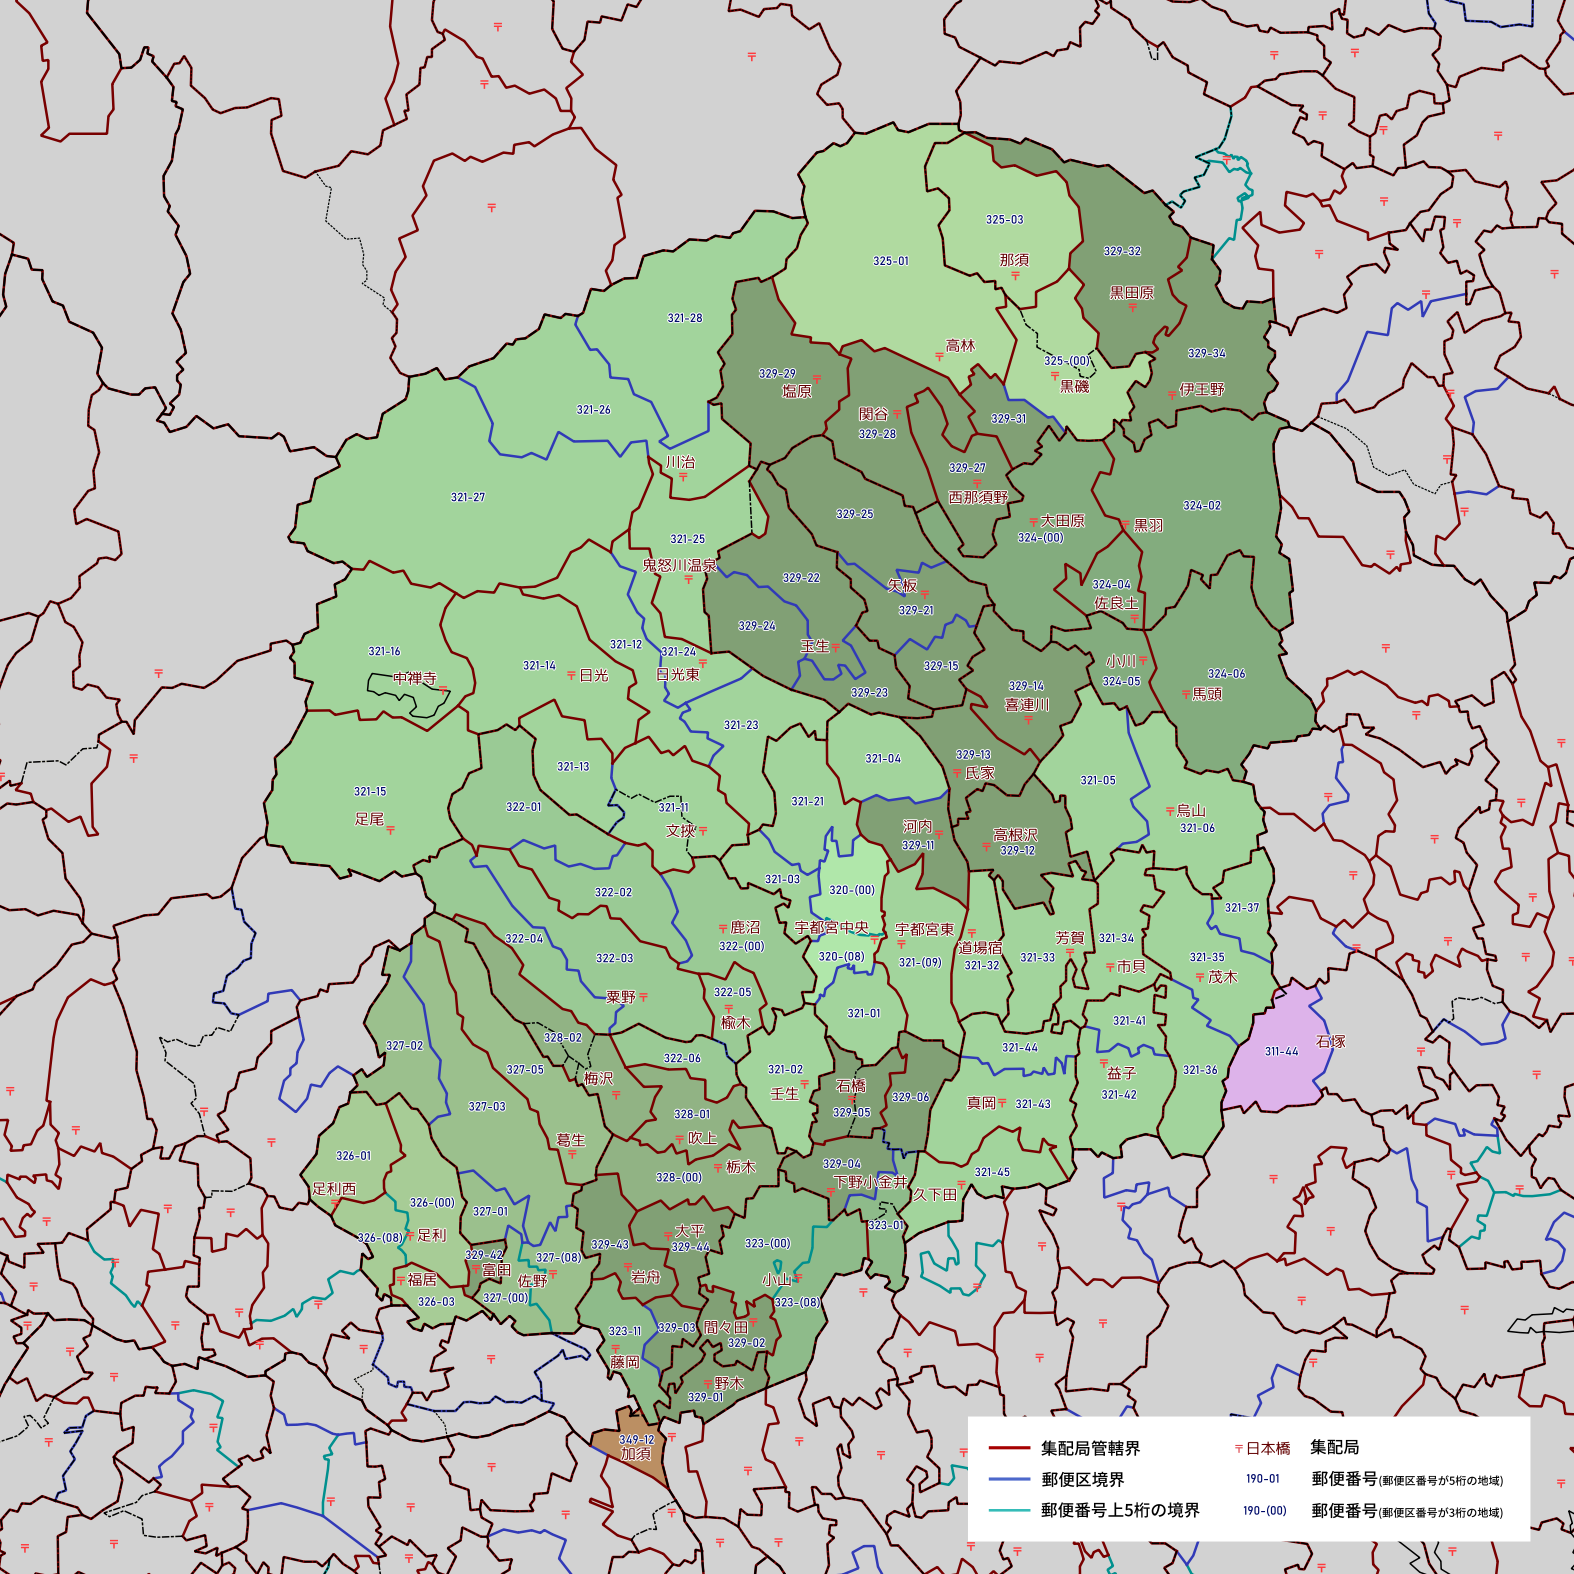 325-03
那須
325-01
329-32
黒田原
321-28
高林
329-34
329-29
塩原
325-(00)
黒磯
伊王野
321-26
関谷
329-28
329-31
川治
321-27
329-27
西那須野
324-02
329-25
大田原
324-(00)
黒羽
321-25
鬼怒川温泉
329-22
矢板
329-21
324-04
佐良土
329-24
玉生
321-16
中禅寺
321-14
日光
321-12
321-24
日光東
329-15
小川
324-05
324-06
馬頭
329-23
329-14
喜連川
321-23
321-04
329-13
氏家
321-13
321-15
足尾
322-01
321-11
文挾
321-21
321-05
烏山
321-06
河内
329-11
高根沢
329-12
322-02
321-03
320-(00)
321-37
鹿沼
322-(00)
宇都宮中央
宇都宮東
322-04
322-03
320-(08)
321-(09)
道場宿
321-32
321-33
芳賀
321-34
市貝
321-35
茂木
粟野
322-05
楡木
321-01
321-41
327-02
328-02
327-05
322-06
321-44
311-44
石塚
梅沢
321-02
壬生
石橋
329-05
329-06
益子
321-42
321-36
327-03
328-01
吹上
真岡
321-43
326-01
足利西
葛生
栃木
328-(00)
329-04
下野小金井
321-45
久下田
326-(00)
327-01
326-(08)
足利
大平
329-44
329-43
323-(00)
323-01
329-42
富田
327-(08)
佐野
岩舟
小山
福居
326-03
327-(00)
323-(08)
323-11
藤岡
329-03
間々田
329-02
野木
329-01
349-12
加須
集配局管轄界
日本橋
集配局
郵便区境界
190-01
郵便番号(郵便区番号が5桁の地域)
郵便番号上5桁の境界
190-(00)
郵便番号(郵便区番号が3桁の地域)